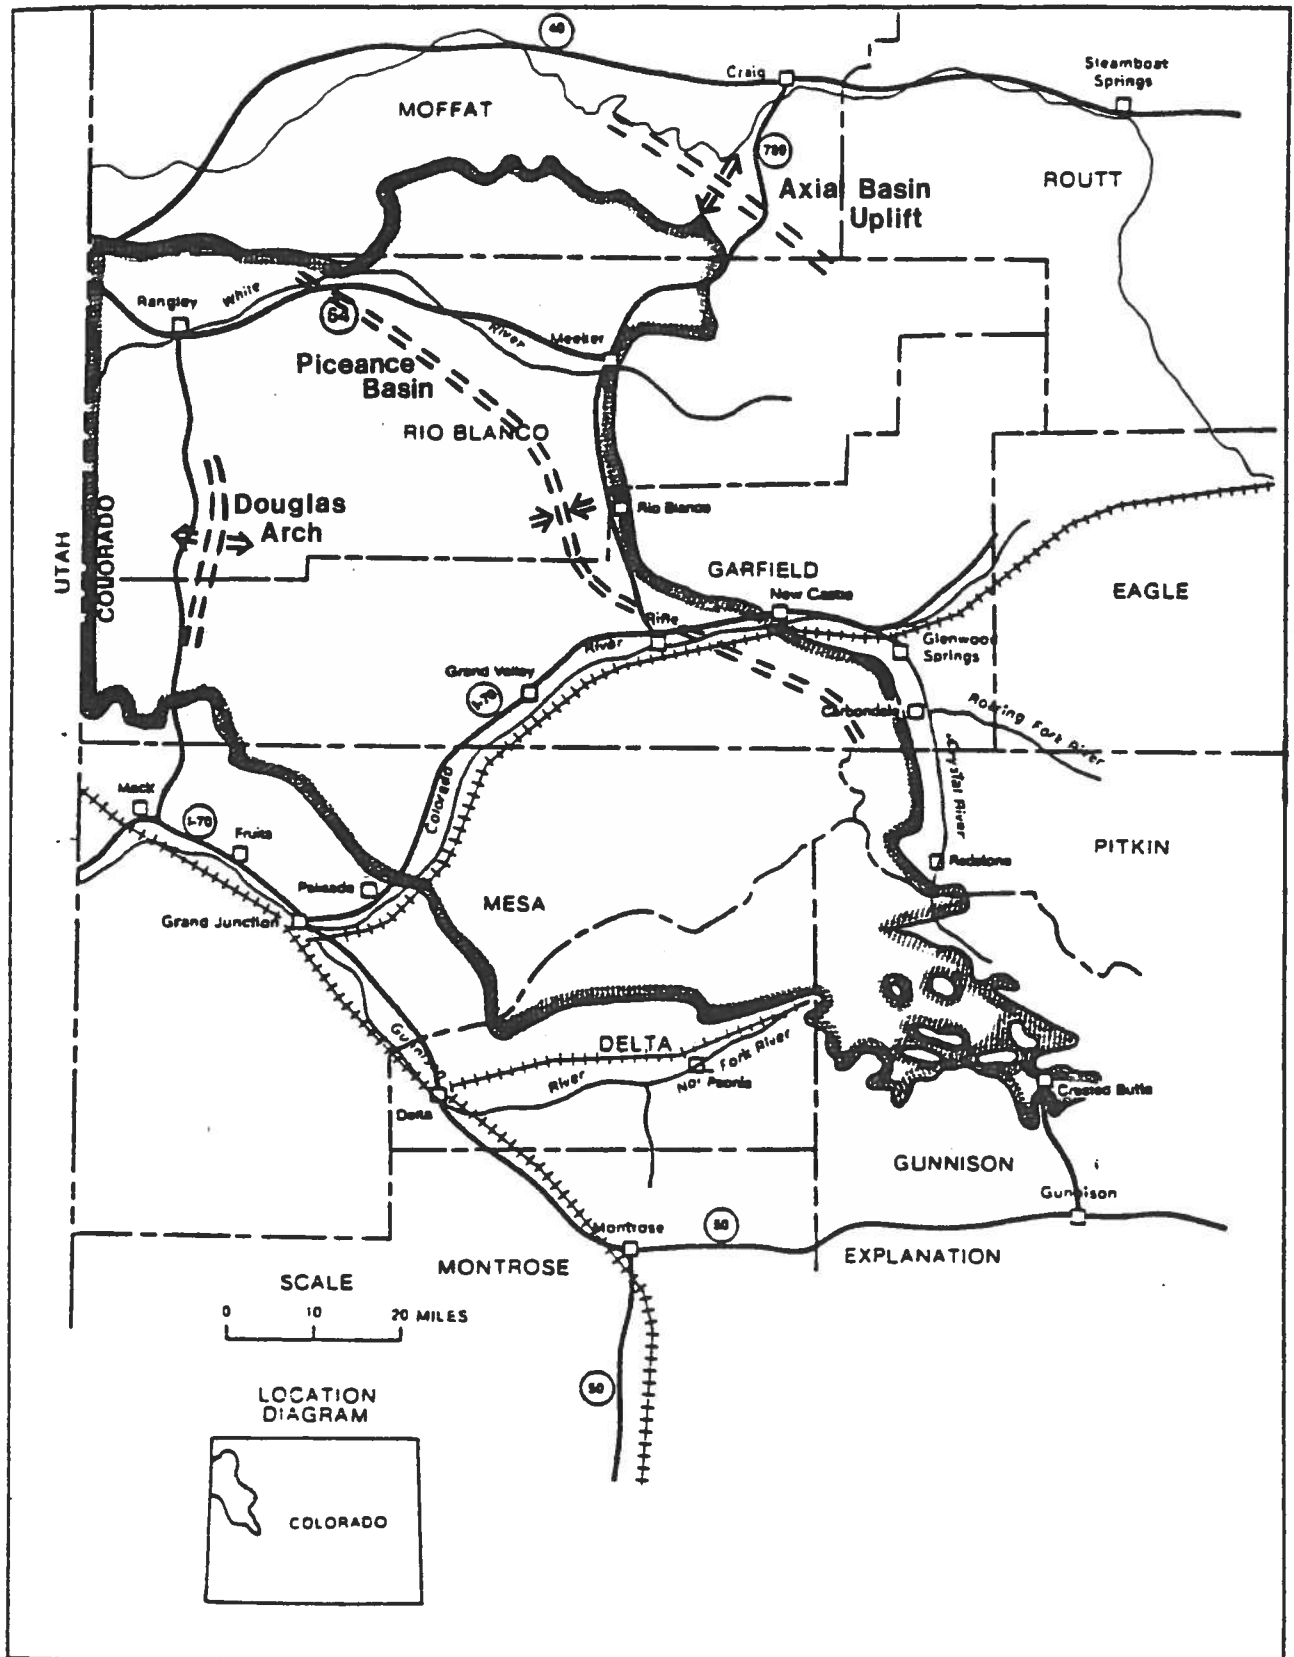 40
Craig
Steamboat
Springs
MOFFAT
789
ROUTT
Axial Basin
Uplift
Rangley
White
64
River
Meeker
Piceance
Basin
RIO BLANCO
Douglas
Arch
Rio Blanco
UTAH
COLORADO
GARFIELD
New Castle
EAGLE
Rifle
River
Glenwood
Springs
Grand Valley
I-70
Carbondale
Roaring Fork River
Crystal River
Colorado
Mack
I-70
Fruita
PITKIN
Redstone
Palisade
MESA
Grand Junction
Gunnison
DELTA
Fork River
River
No.
Paonia
Delta
Crested Butte
GUNNISON
Gunnison
Montrose
50
EXPLANATION
MONTROSE
SCALE
0 10 20 MILES
50
LOCATION
DIAGRAM
COLORADO